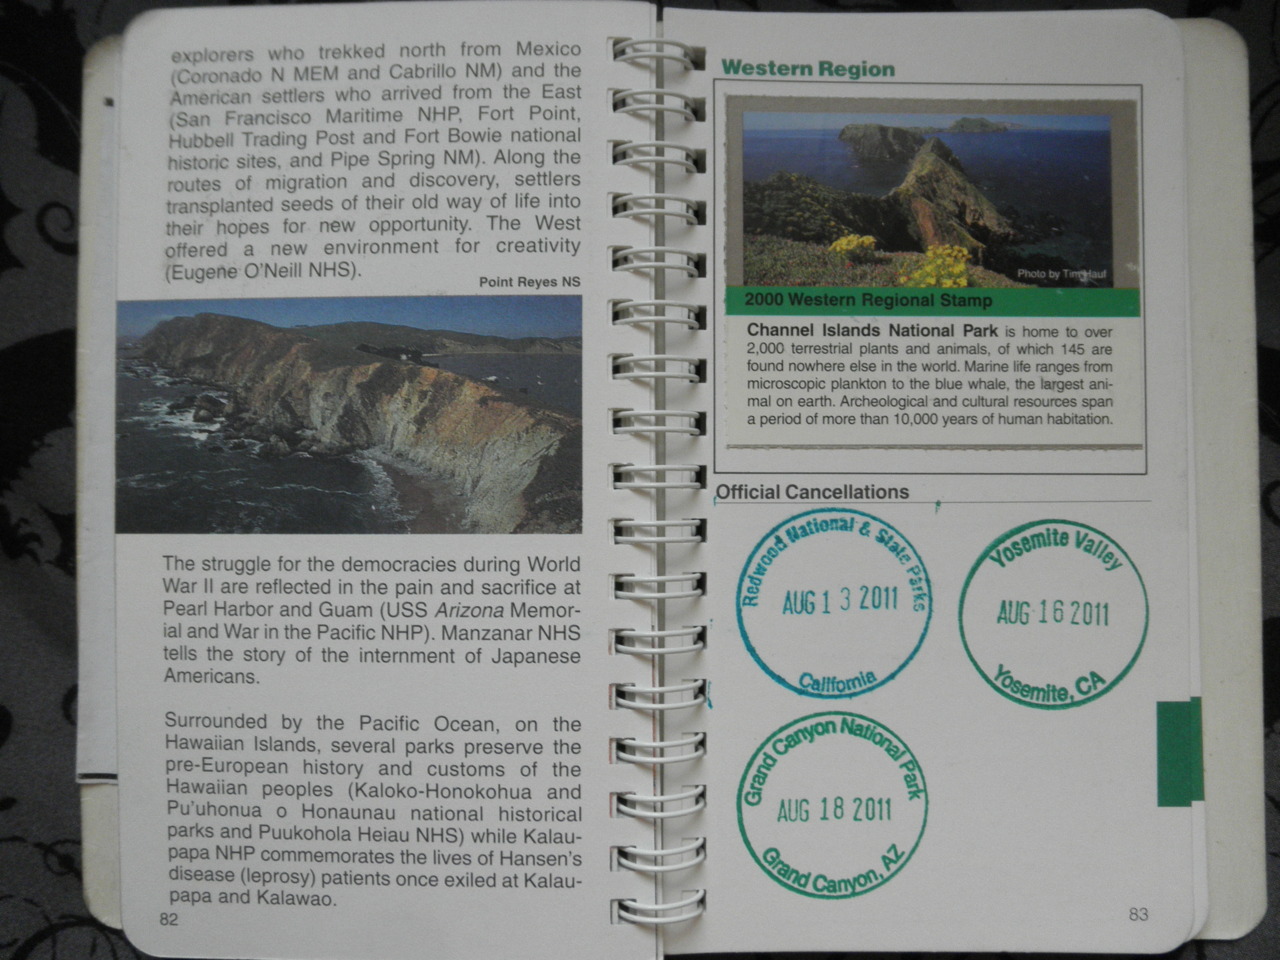 explorers who trekked north from Mexico
(Coronado N MEM and Cabrillo NM) and the
American settlers who arrived from the East
(San Francisco Maritime NHP, Fort Point,
Hubbell Trading Post and Fort Bowie national
historic sites, and Pipe Spring NM). Along the
routes of migration and discovery, settlers
transplanted seeds of their old way of life into
their hopes for new opportunity. The West
offered a new environment for creativity
(Eugene O'Neill NHS).
Point Reyes NS
The struggle for the democracies during World
War II are reflected in the pain and sacrifice at
Pearl Harbor and Guam (USS Arizona Memor-
ial and War in the Pacific NHP). Manzanar NHS
tells the story of the internment of Japanese
Americans.
Surrounded by the Pacific Ocean, on the
Hawaiian Islands, several parks preserve the
pre-European history and customs of the
Hawaiian peoples (Kaloko-Honokohua and
Pu'uhonua o Honaunau national historical
parks and Puukohola Heiau NHS) while Kalau-
papa NHP commemorates the lives of Hansen's
disease (leprosy) patients once exiled at Kalau-
papa and Kalawao.
82
Western Region
Photo by Tim Hauf
2000 Western Regional Stamp
Channel Islands National Park is home to over
2,000 terrestrial plants and animals, of which 145 are
found nowhere else in the world. Marine life ranges from
microscopic plankton to the blue whale, the largest ani-
mal on earth. Archeological and cultural resources span
a period of more than 10,000 years of human habitation.
Official Cancellations
Redwood National & State Parks
AUG 13 2011
California
Yosemite Valley
AUG 16 2011
Yosemite, CA
Grand Canyon National Park
AUG 18 2011
Grand Canyon, AZ
83